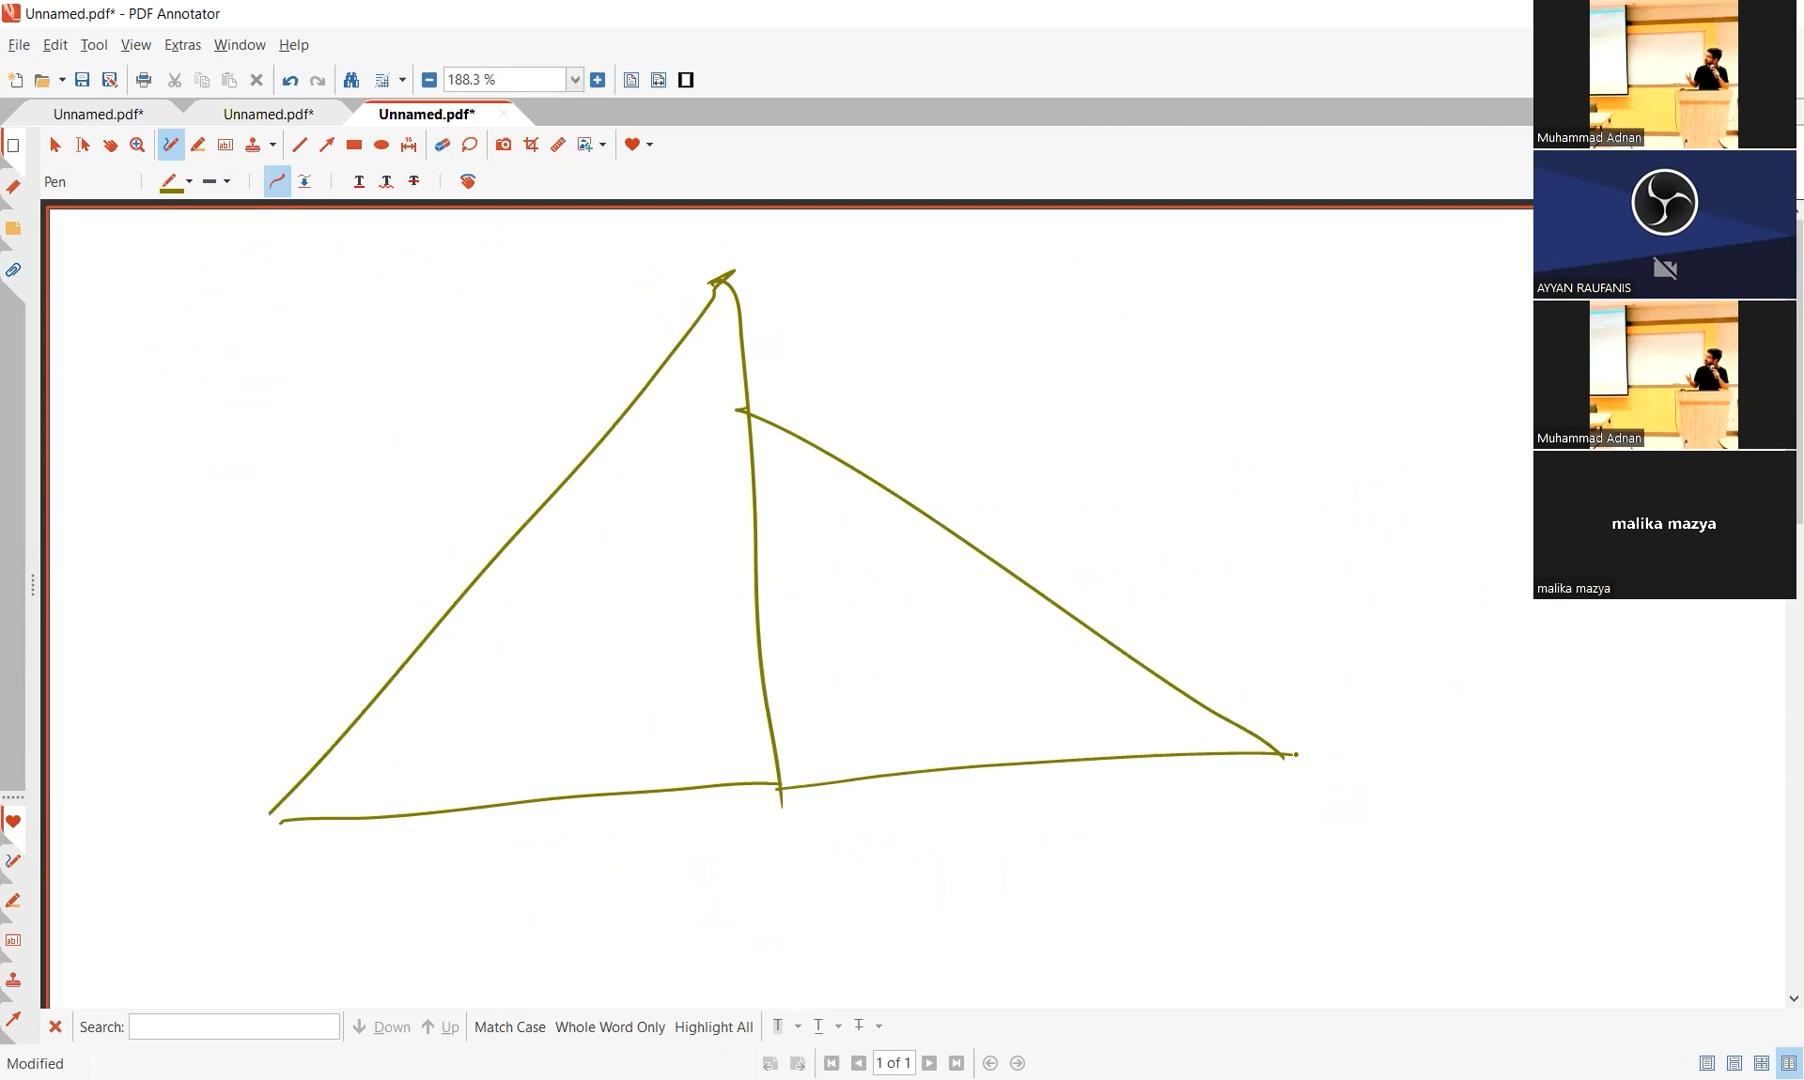 Unnamed.pdf* - PDF Annotator
File Edit Tool View Extras Window Help
188.3 %
Unnamed.pdf* Unnamed.pdf* Unnamed.pdf*
Pen
Muhammad Adnan
AYYAN RAUFANIS
Muhammad Adnan
malika mazya
malika mazya
Search: Down Up Match Case Whole Word Only Highlight All
Modified
1 of 1